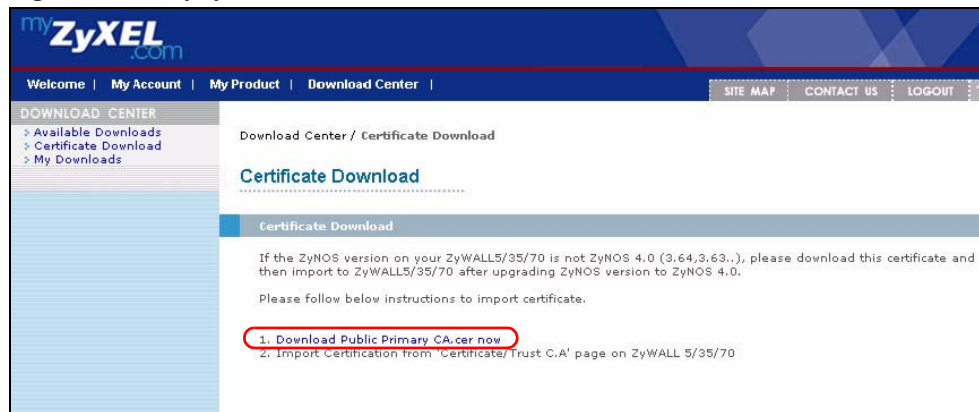 myZyXEL.com
Welcome | My Account | My Product | Download Center |
SITE MAP CONTACT US LOGOUT
DOWNLOAD CENTER
Available Downloads
Certificate Download
My Downloads
Download Center / Certificate Download
Certificate Download
Certificate Download
If the ZyNOS version on your ZyWALL5/35/70 is not ZyNOS 4.0 (3.64,3.63..), please download this certificate and
then import to ZyWALL5/35/70 after upgrading ZyNOS version to ZyNOS 4.0.
Please follow below instructions to import certificate.
1. Download Public Primary CA.cer now
2. Import Certification from 'Certificate/Trust C.A' page on ZyWALL 5/35/70